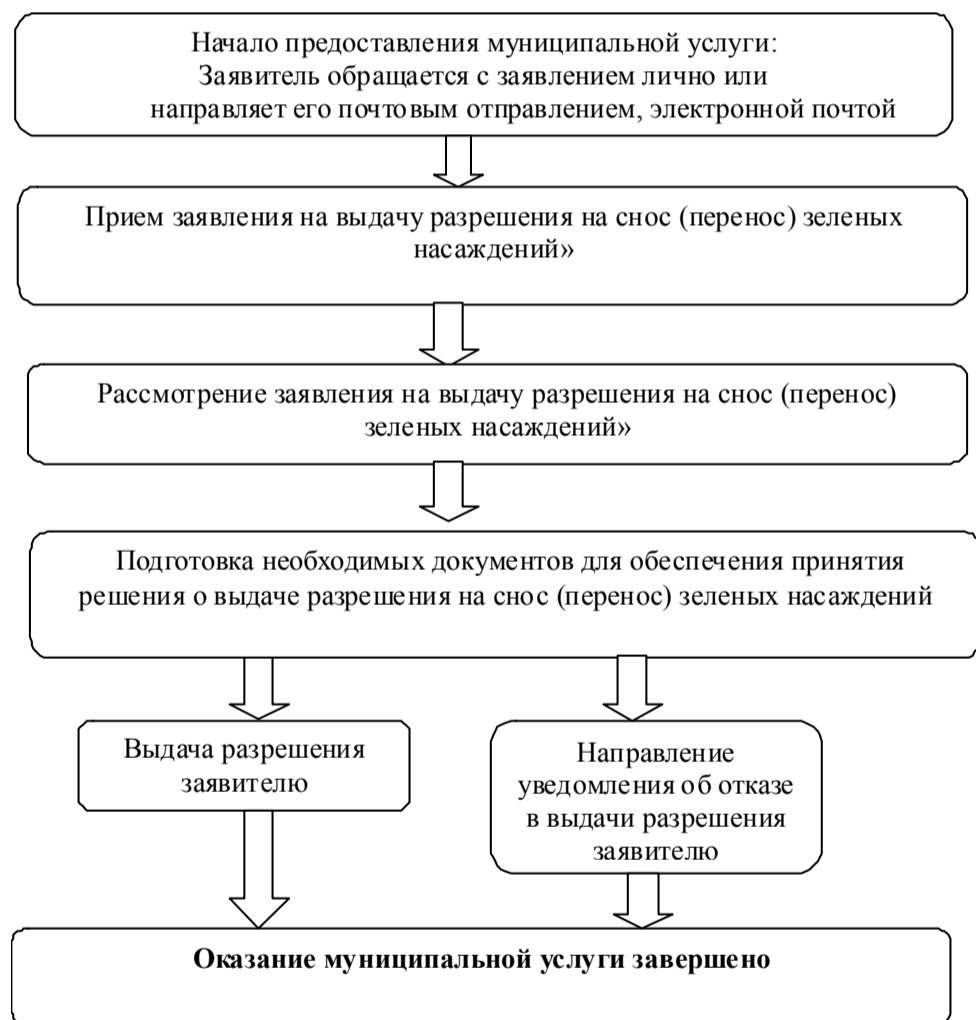 Начало предоставления муниципальной услуги:
Заявитель обращается с заявлением лично или
направляет его почтовым отправлением, электронной почтой
Прием заявления на выдачу разрешения на снос (перенос) зеленых
насаждений»
Рассмотрение заявления на выдачу разрешения на снос (перенос)
зеленых насаждений»
Подготовка необходимых документов для обеспечения принятия
решения о выдаче разрешения на снос (перенос) зеленых насаждений
Выдача разрешения
заявителю
Направление
уведомления об отказе
в выдачи разрешения
заявителю
Оказание муниципальной услуги завершено